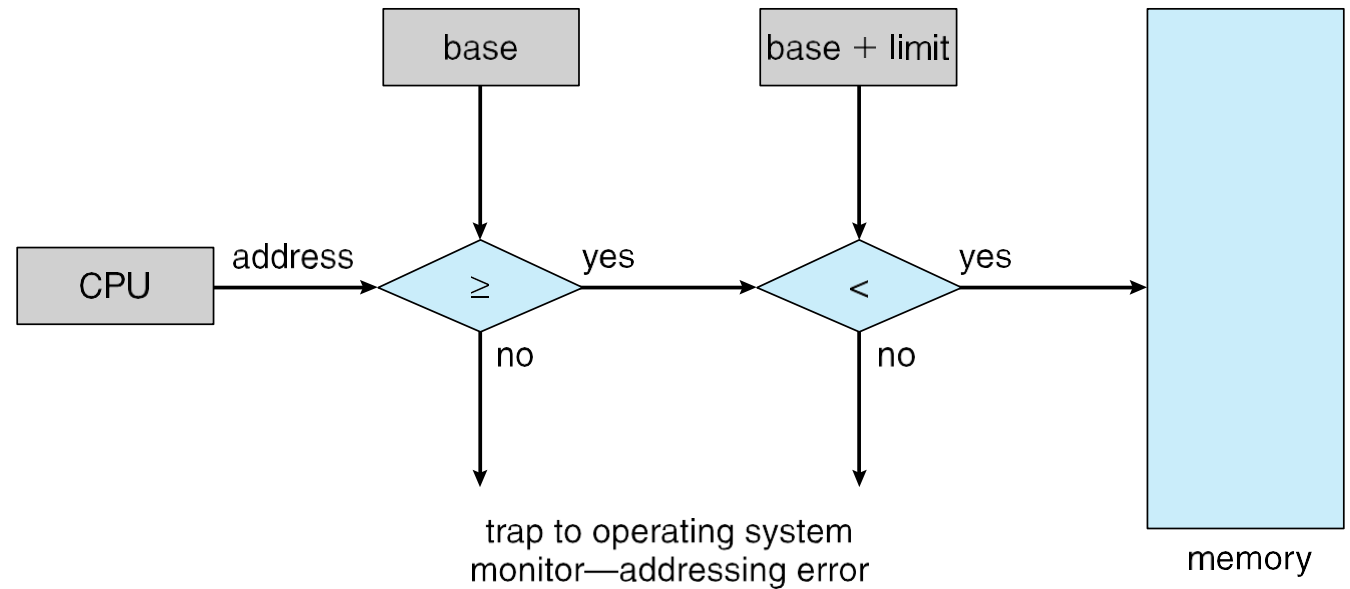 base
base + limit
CPU
address
≥
yes
<
yes
no
no
trap to operating system
monitor—addressing error
memory